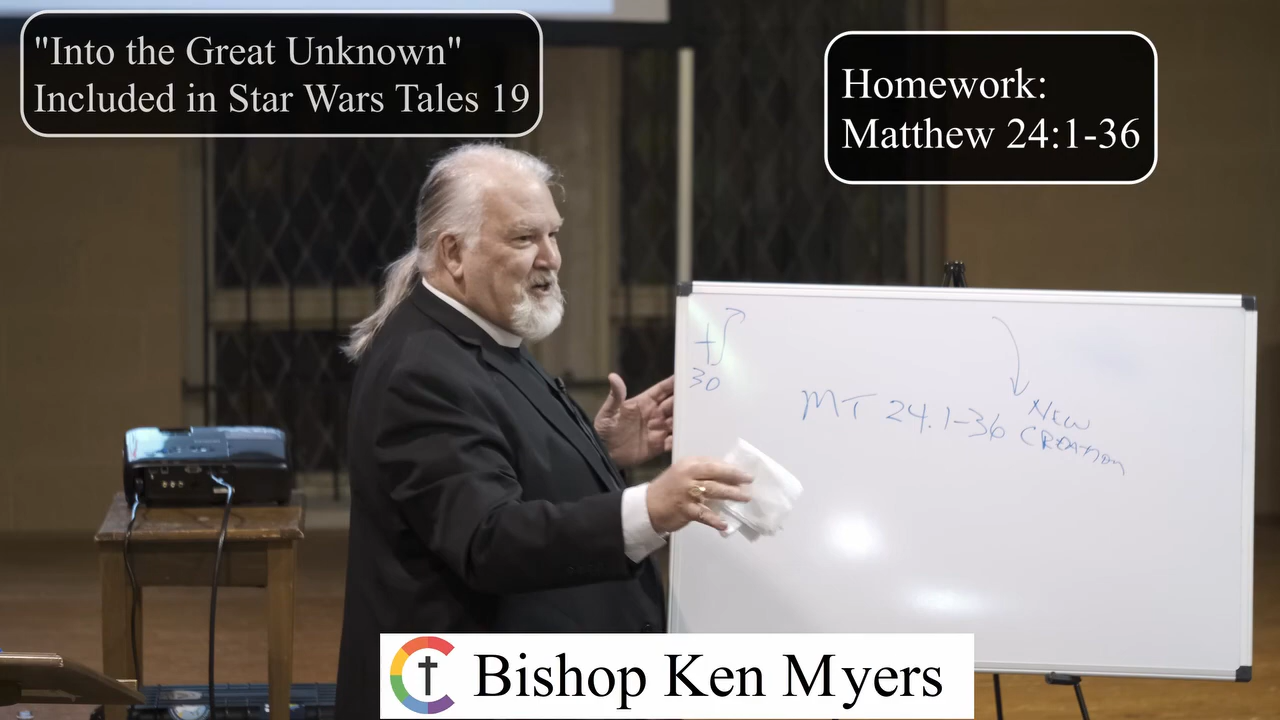 "Into the Great Unknown"
Included in Star Wars Tales 19
Homework:
Matthew 24:1-36
30
MT 24.1-36 NEW
CREATION
Bishop Ken Myers